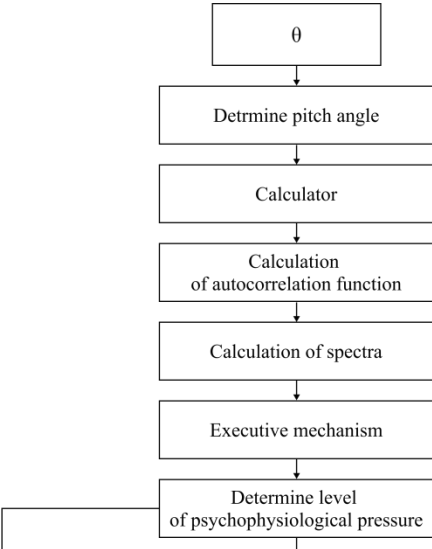 θ
Detrmine pitch angle
Calculator
Calculation
of autocorrelation function
Calculation of spectra
Executive mechanism
Determine level
of psychophysiological pressure